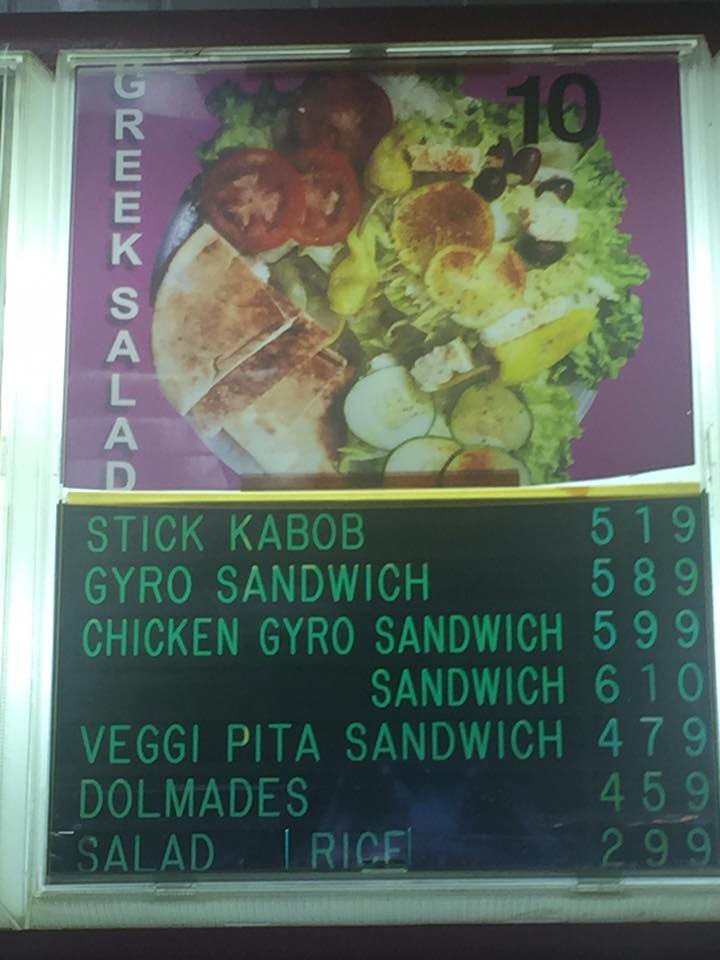 GREEK SALAD
10
STICK KABOB 519
GYRO SANDWICH 589
CHICKEN GYRO SANDWICH 599
SANDWICH 610
VEGGI PITA SANDWICH 479
DOLMADES 459
SALAD RICE 299